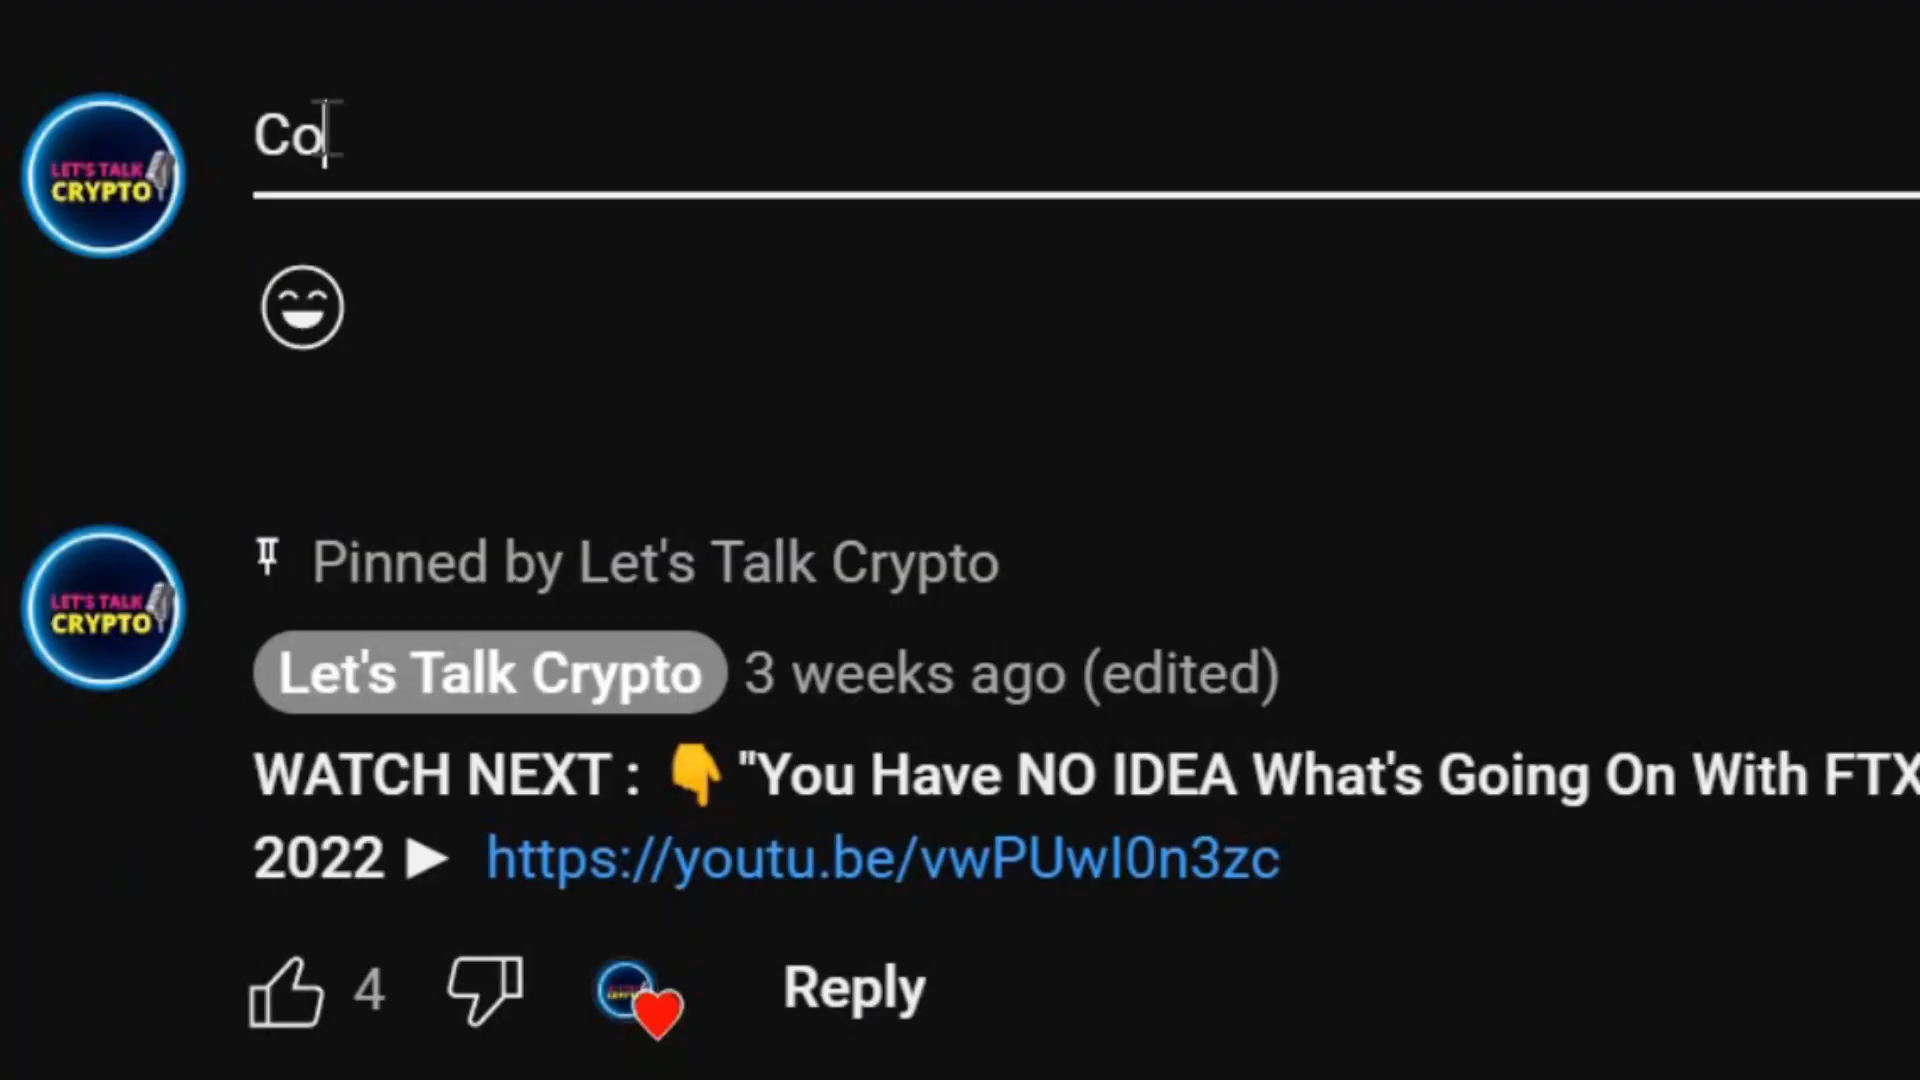 LET'S TALK
CRYPTO
Co
Pinned by Let's Talk Crypto
LET'S TALK
CRYPTO
Let's Talk Crypto 3 weeks ago (edited)
WATCH NEXT : 👇 "You Have NO IDEA What's Going On With FTX
2022 ► https://youtu.be/vwPUwI0n3zc
4
CRYPTO
Reply